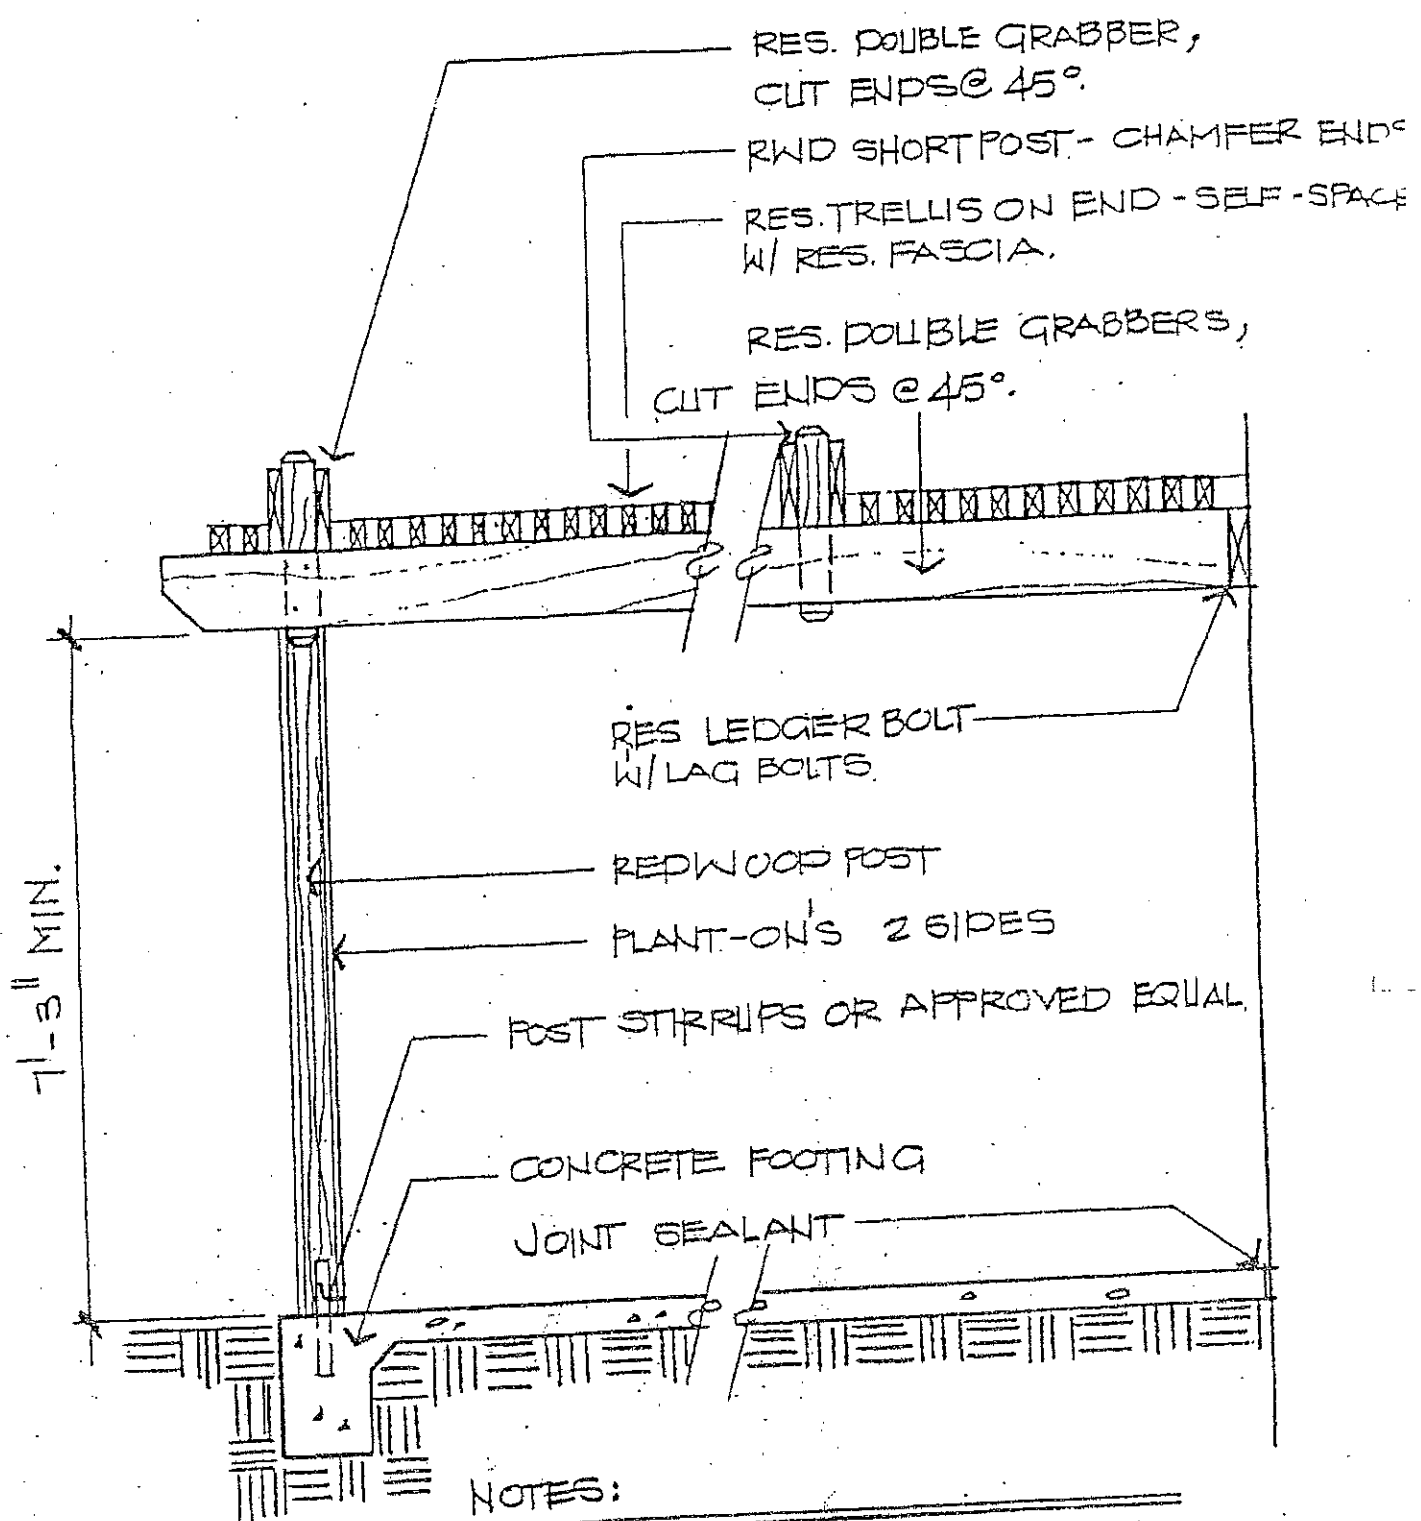 RES. DOUBLE GRABBER,
CUT ENDS @ 45°.
RWD SHORT POST - CHAMFER ENDS
RES. TRELLIS ON END - SELF - SPACE
W/ RES. FASCIA.
RES. DOUBLE GRABBERS,
CUT ENDS @ 45°.
RES LEDGER BOLT
W/ LAG BOLTS.
REDWOOD POST
PLANT-ON'S 2 SIDES
7'-3" MIN.
POST STIRRUPS OR APPROVED EQUAL.
CONCRETE FOOTING
JOINT SEALANT
NOTES: